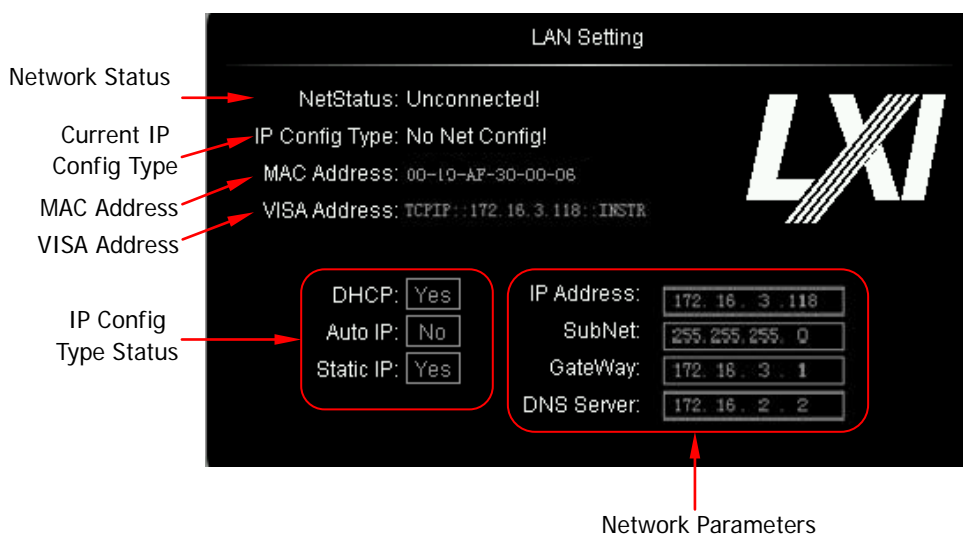 LAN Setting
Network Status
NetStatus: Unconnected!
Current IP
Config Type
IP Config Type: No Net Config!
MAC Address
MAC Address: 00-10-AF-30-00-06
VISA Address
VISA Address: TCPIP::172.16.3.118::INSTR
LXI
IP Config
Type Status
DHCP: Yes
Auto IP: No
Static IP: Yes
IP Address: 172. 16 . 3 .118
SubNet: 255.255.255. 0
GateWay: 172. 16 . 3 . 1
DNS Server: 172. 16 . 2 . 2
Network Parameters